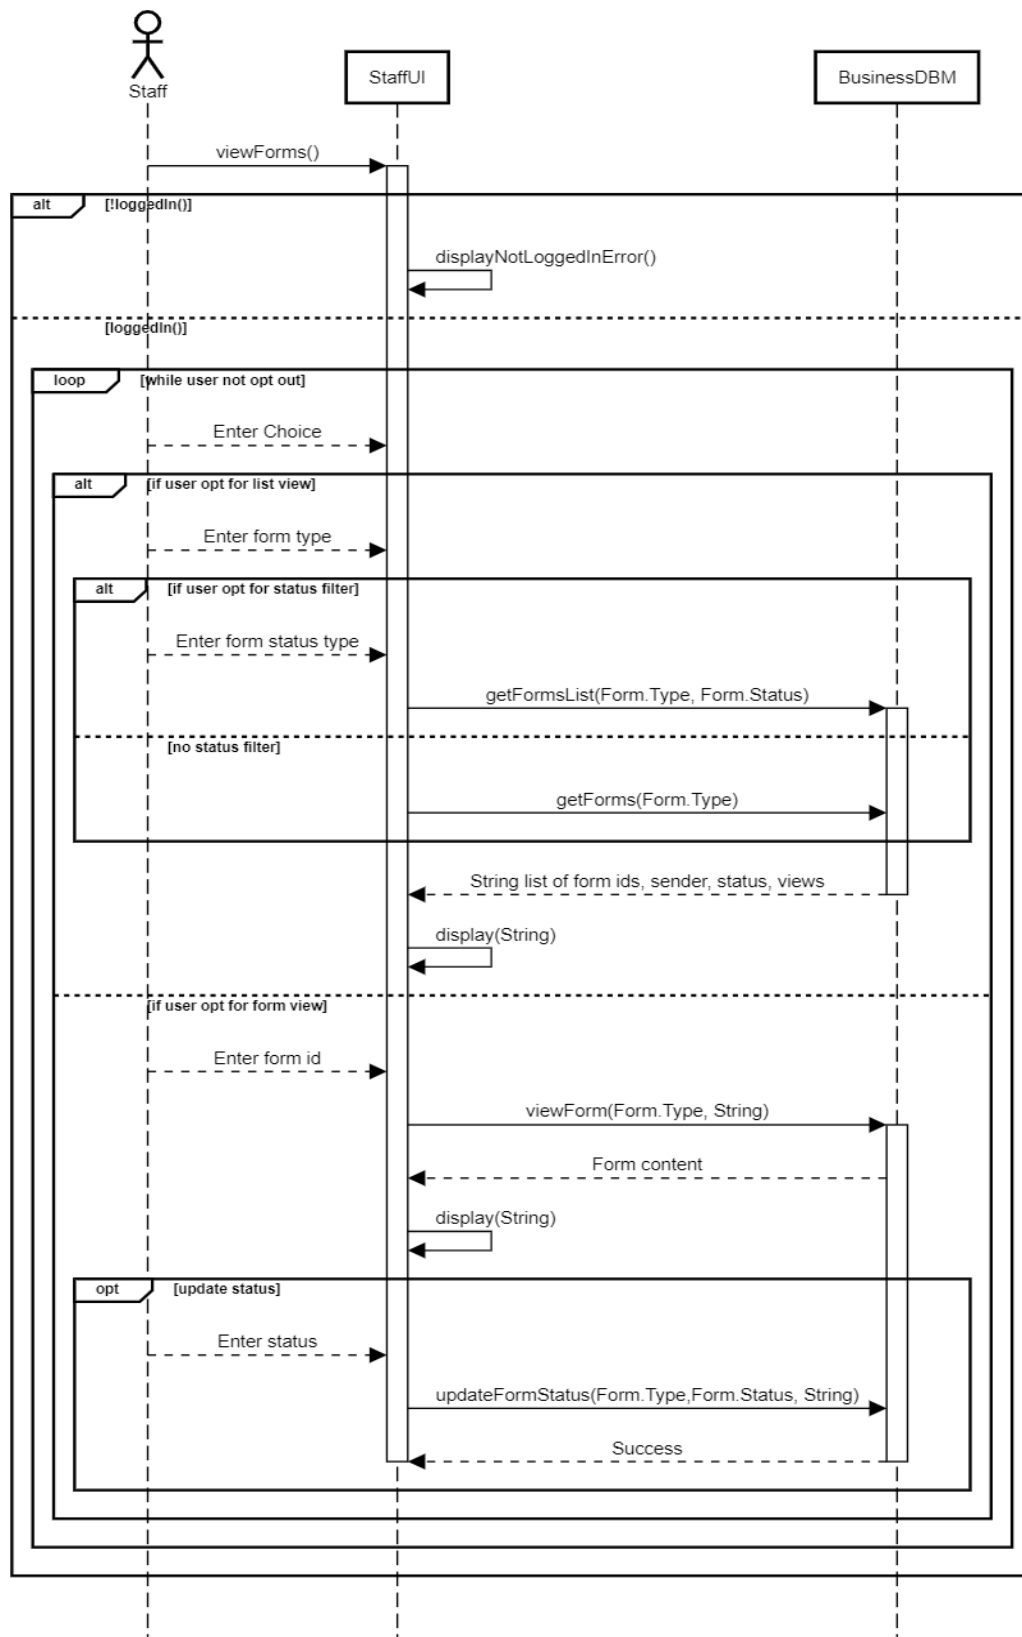 Staff
StaffUI
BusinessDBM
viewForms()
alt
[!loggedIn()]
displayNotLoggedInError()
[loggedIn()]
loop
[while user not opt out]
Enter Choice
alt
[if user opt for list view]
Enter form type
alt
[if user opt for status filter]
Enter form status type
getFormsList(Form.Type, Form.Status)
[no status filter]
getForms(Form.Type)
String list of form ids, sender, status, views
display(String)
[if user opt for form view]
Enter form id
viewForm(Form.Type, String)
Form content
display(String)
opt
[update status]
Enter status
updateFormStatus(Form.Type,Form.Status, String)
Success